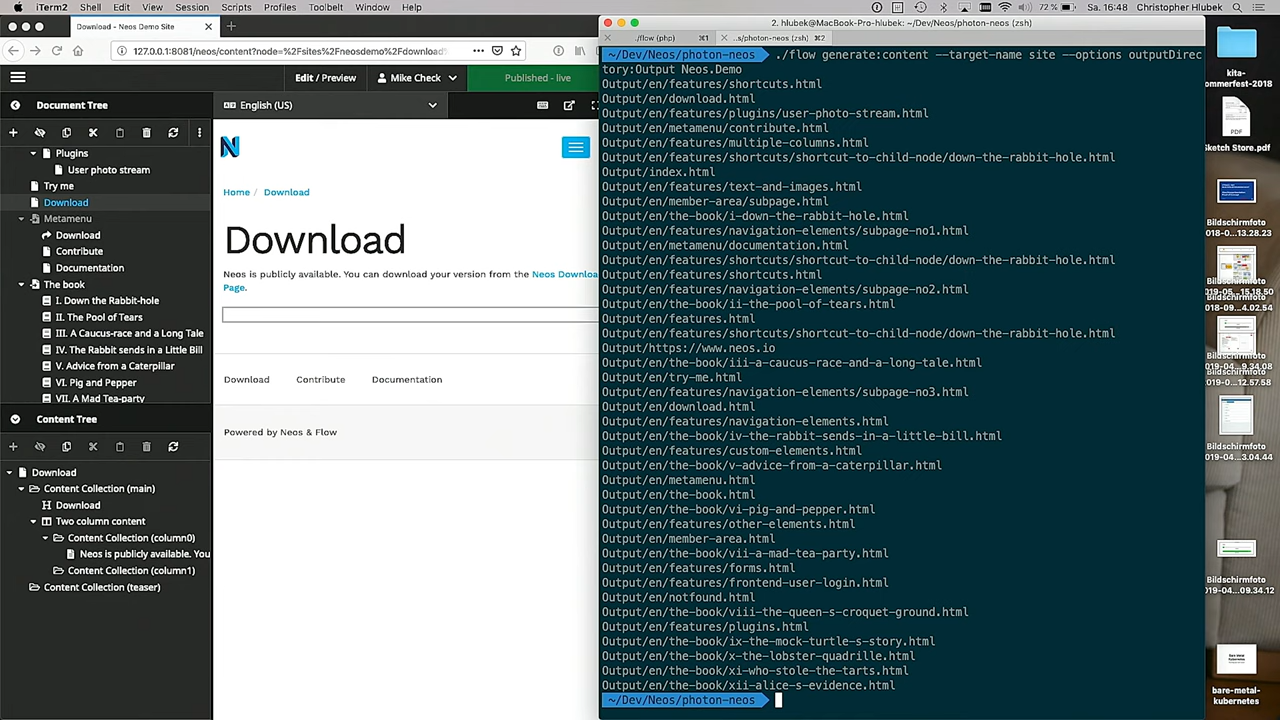 iTerm2 Shell Edit View Session Scripts Profiles Toolbelt Window Help
72 % Sa. 16:48 Christopher Hlubek
Download - Neos Demo Site
127.0.0.1:8081/neos/content?node=%2Fsites%2Fneosdemo%2Fdownload
Edit / Preview
Mike Check
Published - live
Document Tree
English (US)
Plugins
User photo stream
Try me
Download
Metamenu
Download
Contribute
Documentation
The book
I. Down the Rabbit-hole
II. The Pool of Tears
III. A Caucus-race and a Long Tale
IV. The Rabbit sends in a Little Bill
V. Advice from a Caterpillar
VI. Pig and Pepper
VII. A Mad Tea-party
Content Tree
Download
Content Collection (main)
Download
Two column content
Content Collection (column0)
Neos is publicly available. You
Content Collection (column1)
Content Collection (teaser)
Home / Download
Download
Neos is publicly available. You can download your version from the Neos Downloa
Page.
Download Contribute Documentation
Powered by Neos & Flow
2. hlubek@MacBook-Pro-hlubek: ~/Dev/Neos/photon-neos (zsh)
./flow (php) ⌘1 ..s/photon-neos (zsh) ⌘2
~/Dev/Neos/photon-neos ./flow generate:content --target-name site --options outputDirec
tory:Output Neos.Demo
Output/en/features/shortcuts.html
Output/en/download.html
Output/en/features/plugins/user-photo-stream.html
Output/en/metamenu/contribute.html
Output/en/features/multiple-columns.html
Output/en/features/shortcuts/shortcut-to-child-node/down-the-rabbit-hole.html
Output/index.html
Output/en/features/text-and-images.html
Output/en/member-area/subpage.html
Output/en/the-book/i-down-the-rabbit-hole.html
Output/en/features/navigation-elements/subpage-no1.html
Output/en/metamenu/documentation.html
Output/en/features/shortcuts/shortcut-to-child-node/down-the-rabbit-hole.html
Output/en/features/shortcuts.html
Output/en/features/navigation-elements/subpage-no2.html
Output/en/the-book/ii-the-pool-of-tears.html
Output/en/features.html
Output/en/features/shortcuts/shortcut-to-child-node/down-the-rabbit-hole.html
Output/https://www.neos.io
Output/en/the-book/iii-a-caucus-race-and-a-long-tale.html
Output/en/try-me.html
Output/en/features/navigation-elements/subpage-no3.html
Output/en/download.html
Output/en/features/navigation-elements.html
Output/en/the-book/iv-the-rabbit-sends-in-a-little-bill.html
Output/en/features/custom-elements.html
Output/en/the-book/v-advice-from-a-caterpillar.html
Output/en/metamenu.html
Output/en/the-book.html
Output/en/the-book/vi-pig-and-pepper.html
Output/en/features/other-elements.html
Output/en/member-area.html
Output/en/the-book/vii-a-mad-tea-party.html
Output/en/features/forms.html
Output/en/features/frontend-user-login.html
Output/en/notfound.html
Output/en/the-book/viii-the-queen-s-croquet-ground.html
Output/en/features/plugins.html
Output/en/the-book/ix-the-mock-turtle-s-story.html
Output/en/the-book/x-the-lobster-quadrille.html
Output/en/the-book/xi-who-stole-the-tarts.html
Output/en/the-book/xii-alice-s-evidence.html
~/Dev/Neos/photon-neos
kita-
ommerfest-2018
PDF
Sketch Store.pdf
Bildschirmfoto
Bildschirmfoto
Bildschirmfoto
Bildschirmfoto
Bildschirmfoto
bare-metal-
kubernetes